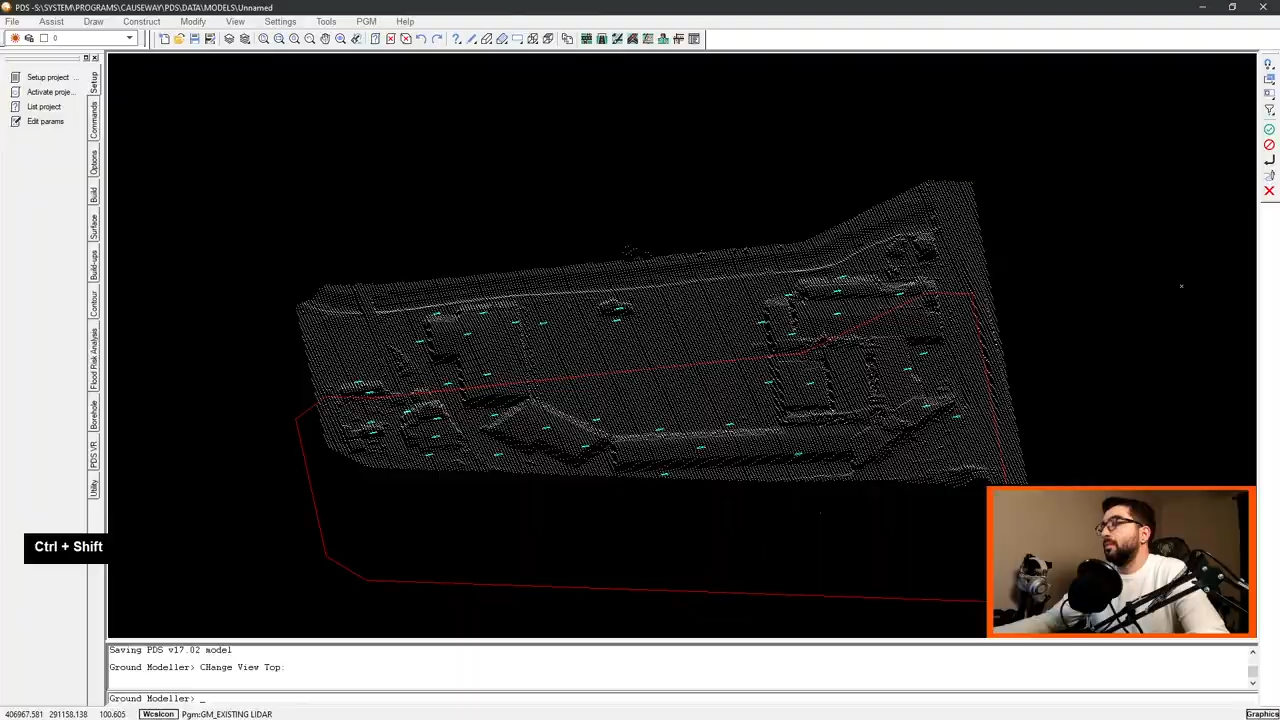 PDS -S:\SYSTEM\PROGRAMS\CAUSEWAY\PDS\DATA\MODELS\Unnamed
File Assist Draw Construct Modify View Settings Tools PGM Help
0
Setup project ...
Activate proje...
List project
Edit params
Setup
Commands
Options
Build
Surface
Build-ups
Contour
Flood Risk Analysis
Borehole
PDS VR
Utility
Ctrl + Shift
Saving PDS v17.02 model
Ground Modeller> CHange View Top:
Ground Modeller> _
406967.581 291158.138 100.605 WcsIcon Pgm:GM_EXISTING LIDAR Graphics